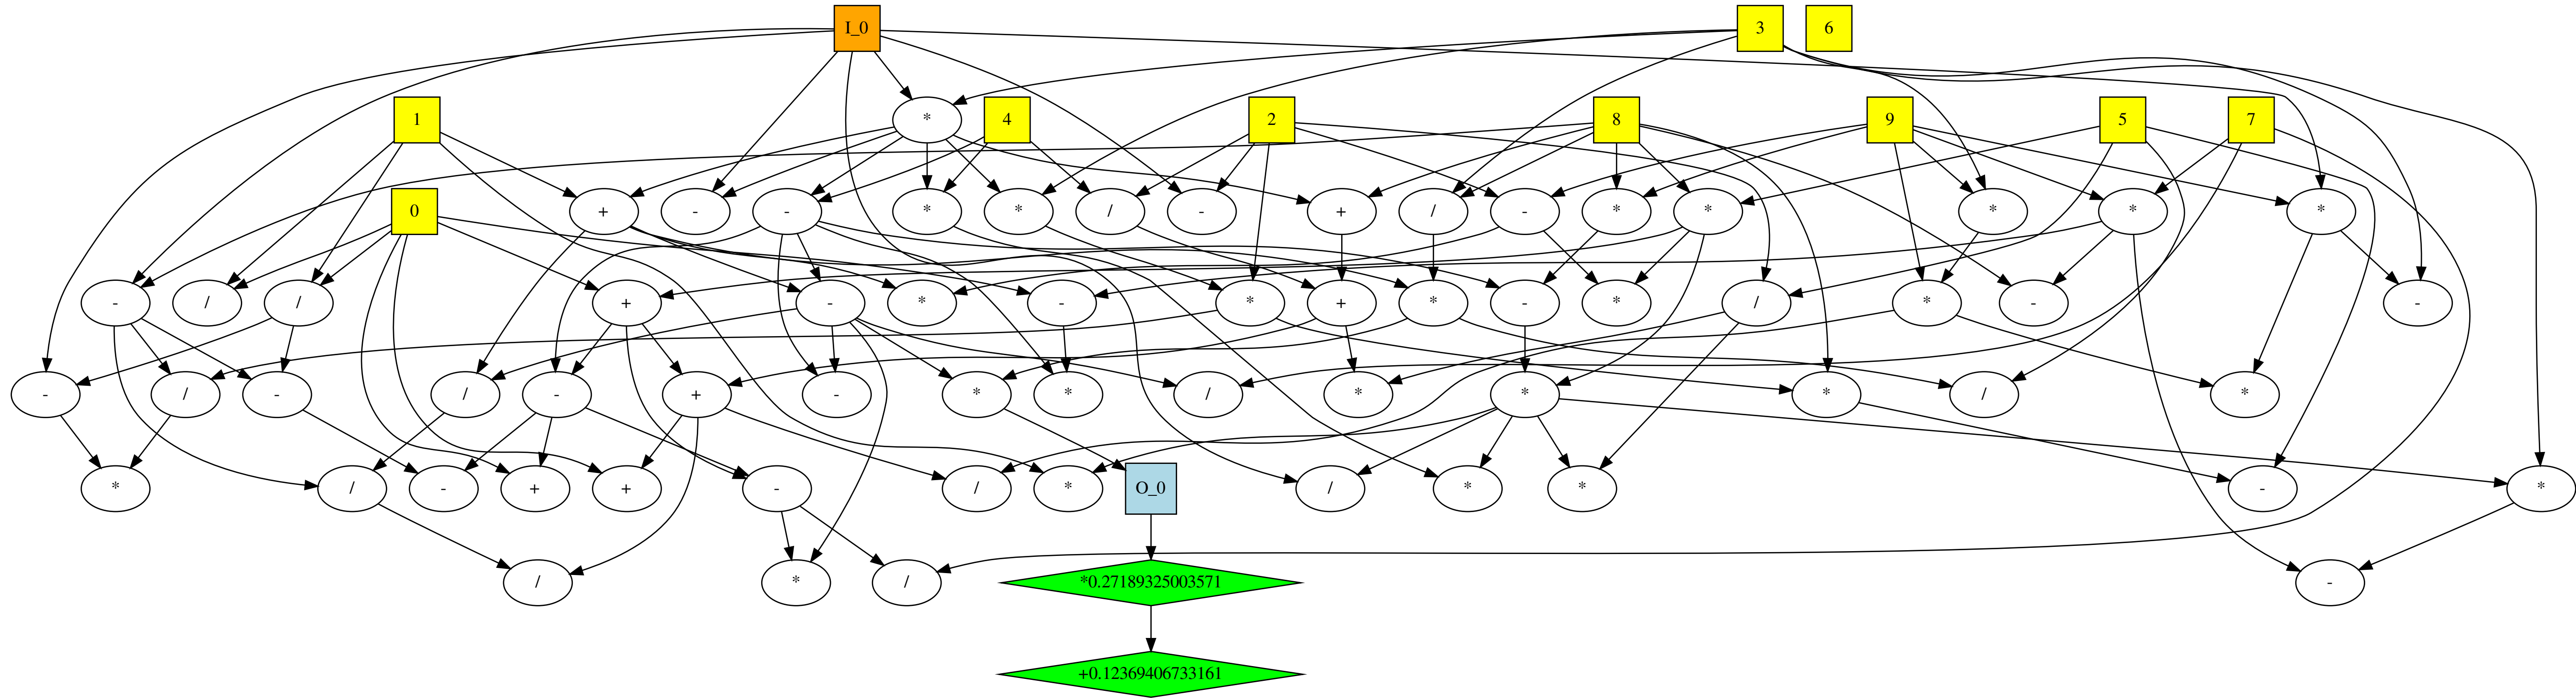 I_0 3 6
1 * 4 2 8 9 5 7
0 + - - * * / - + / - * * * * *
- / / + - * - * + * - * / * - -
- / - / - + - * * / * * * / *
* / - + + - / * O_0 / * * - *
/ * / *0.27189325003571 -
+0.12369406733161